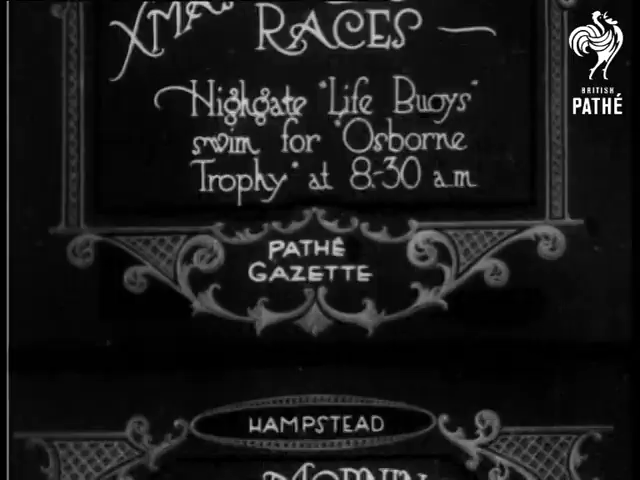 RACES —
Highgate "Life Buoys"
swim for "Osborne
Trophy" at 8-30 a.m
PATHÉ
GAZETTE
HAMPSTEAD
BRITISH
PATHÉ